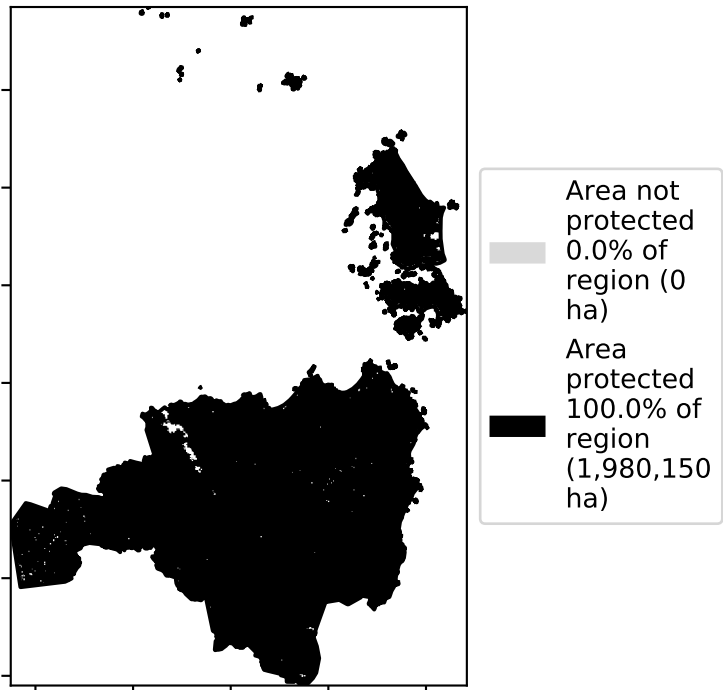 Area not
protected
0.0% of
region (0
ha)
Area
protected
100.0% of
region
(1,980,150
ha)